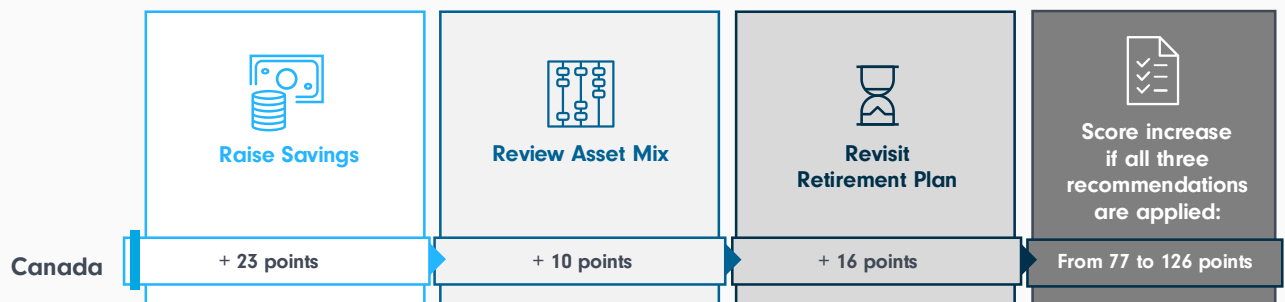 Raise Savings
Review Asset Mix
Revisit
Retirement Plan
Score increase
if all three
recommendations
are applied:
Canada
+ 23 points
+ 10 points
+ 16 points
From 77 to 126 points